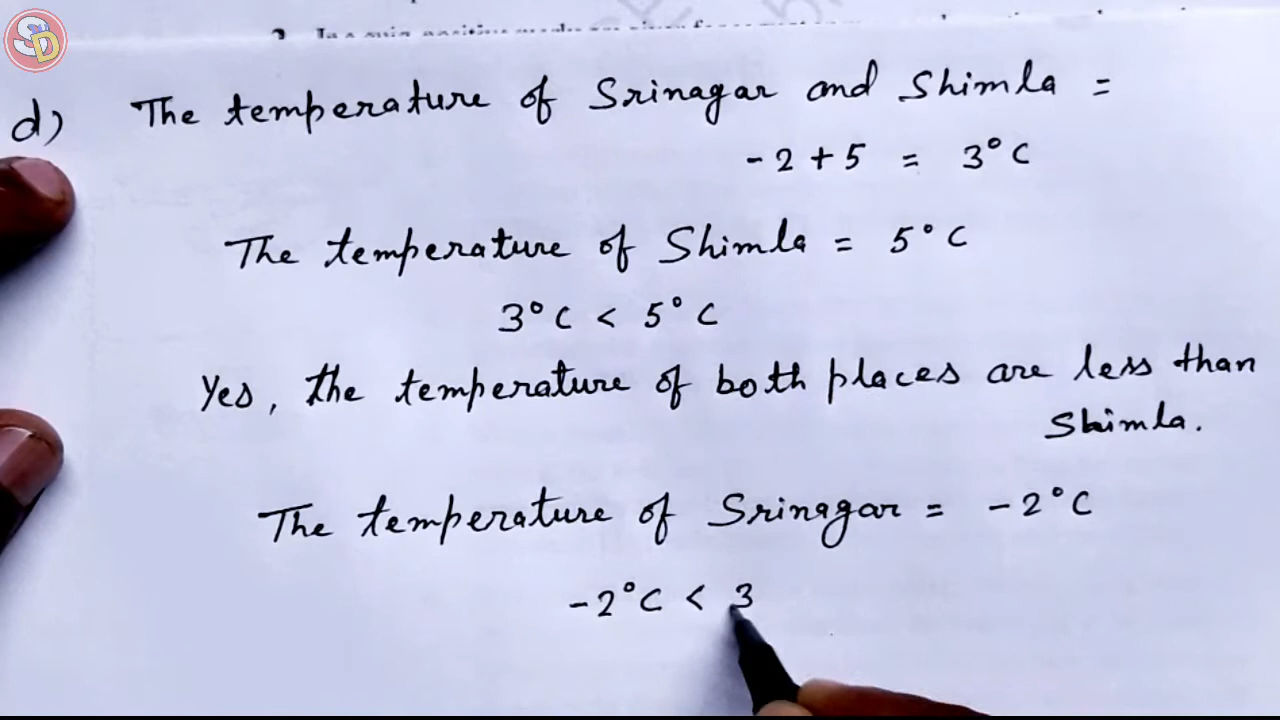 SD
d) The temperature of Srinagar and Shimla =
-2 + 5 = 3°C
The temperature of Shimla = 5°C
3°C < 5°C
Yes, the temperature of both places are less than
Shimla.
The temperature of Srinagar = -2°C
-2°C < 3